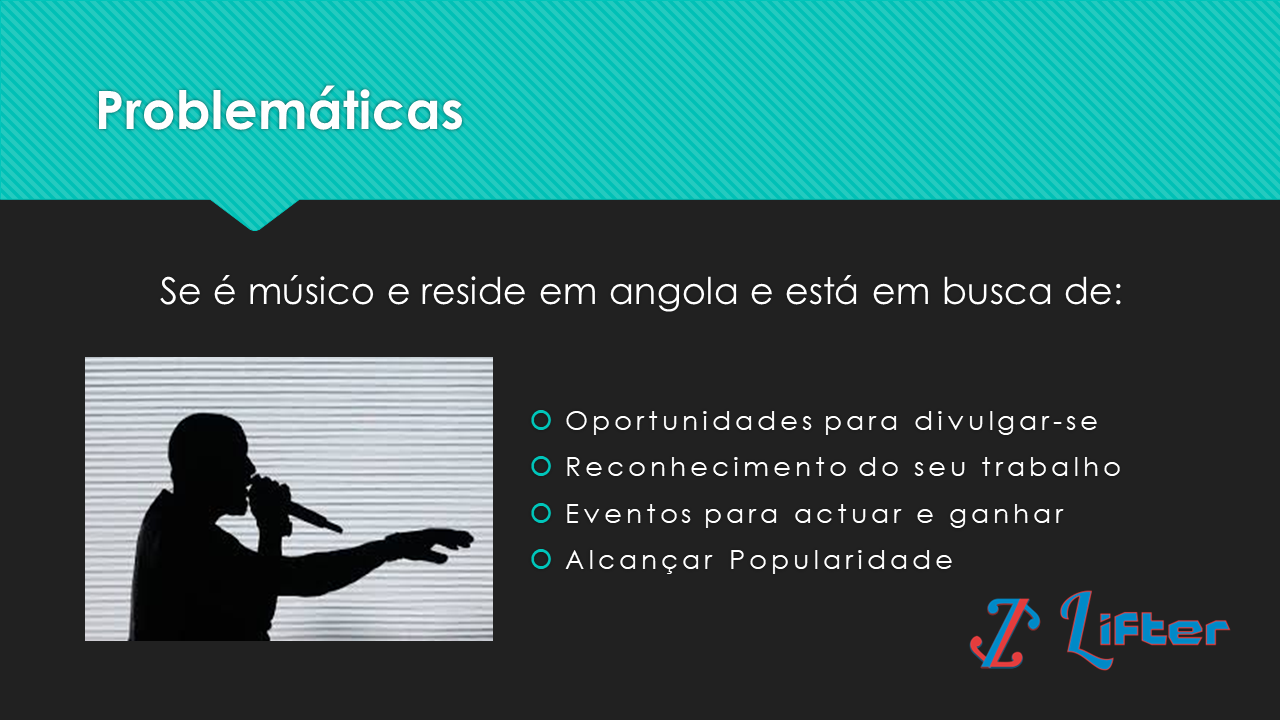 Problemáticas
Se é músico e reside em angola e está em busca de:
Oportunidades para divulgar-se
Reconhecimento do seu trabalho
Eventos para actuar e ganhar
Alcançar Popularidade
Lifter